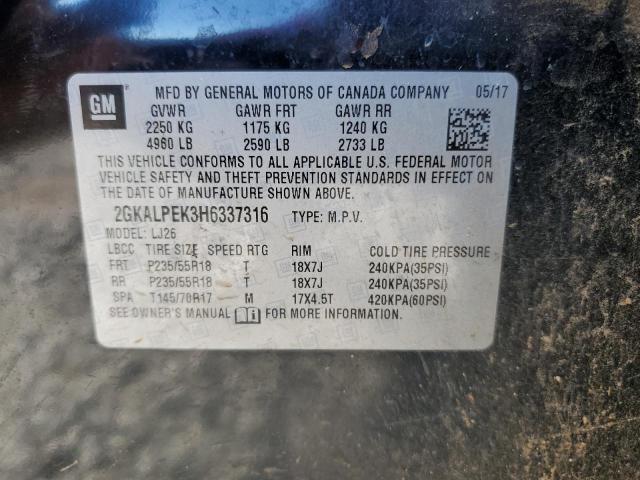 GM
MFD BY GENERAL MOTORS OF CANADA COMPANY 05/17
GVWR GAWR FRT GAWR RR
2250 KG 1175 KG 1240 KG
4960 LB 2590 LB 2733 LB
THIS VEHICLE CONFORMS TO ALL APPLICABLE U.S. FEDERAL MOTOR
VEHICLE SAFETY AND THEFT PREVENTION STANDARDS IN EFFECT ON
THE DATE OF MANUFACTURE SHOWN ABOVE.
2GKALPEK3H6337316 TYPE: M.P.V.
MODEL: LJ26
LBCC TIRE SIZE SPEED RTG RIM COLD TIRE PRESSURE
FRT P235/55R18 T 18X7J 240KPA(35PSI)
RR P235/55R18 T 18X7J 240KPA(35PSI)
SPA T145/70R17 M 17X4.5T 420KPA(60PSI)
SEE OWNER'S MANUAL FOR MORE INFORMATION.